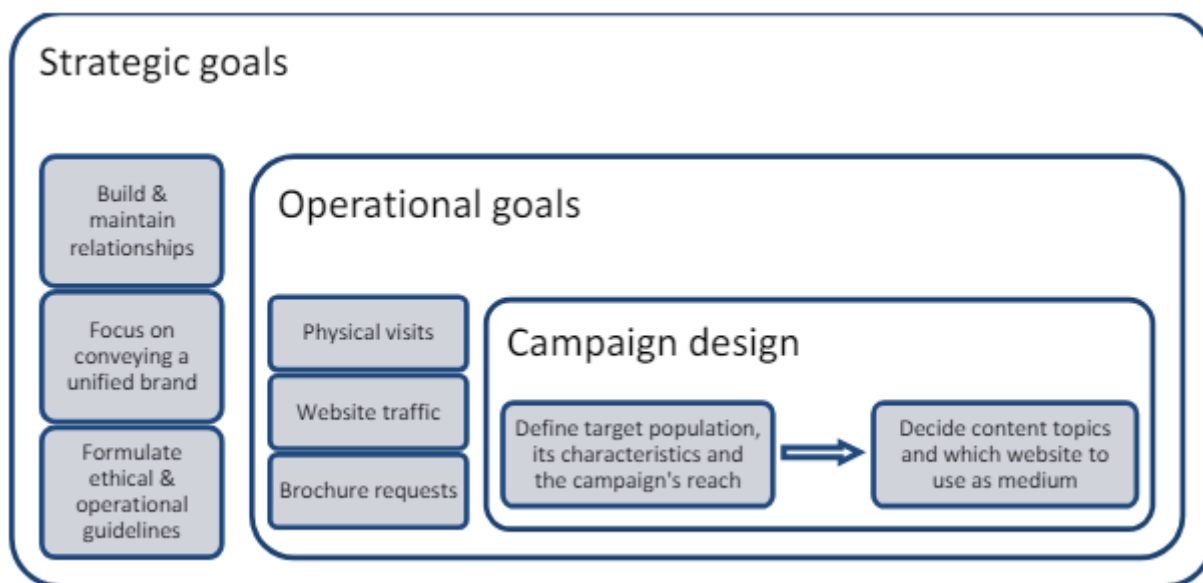 Strategic goals
Build &
maintain
relationships
Focus on
conveying a
unified brand
Formulate
ethical &
operational
guidelines
Operational goals
Physical visits
Website traffic
Brochure requests
Campaign design
Define target population,
its characteristics and
the campaign's reach
Decide content topics
and which website to
use as medium